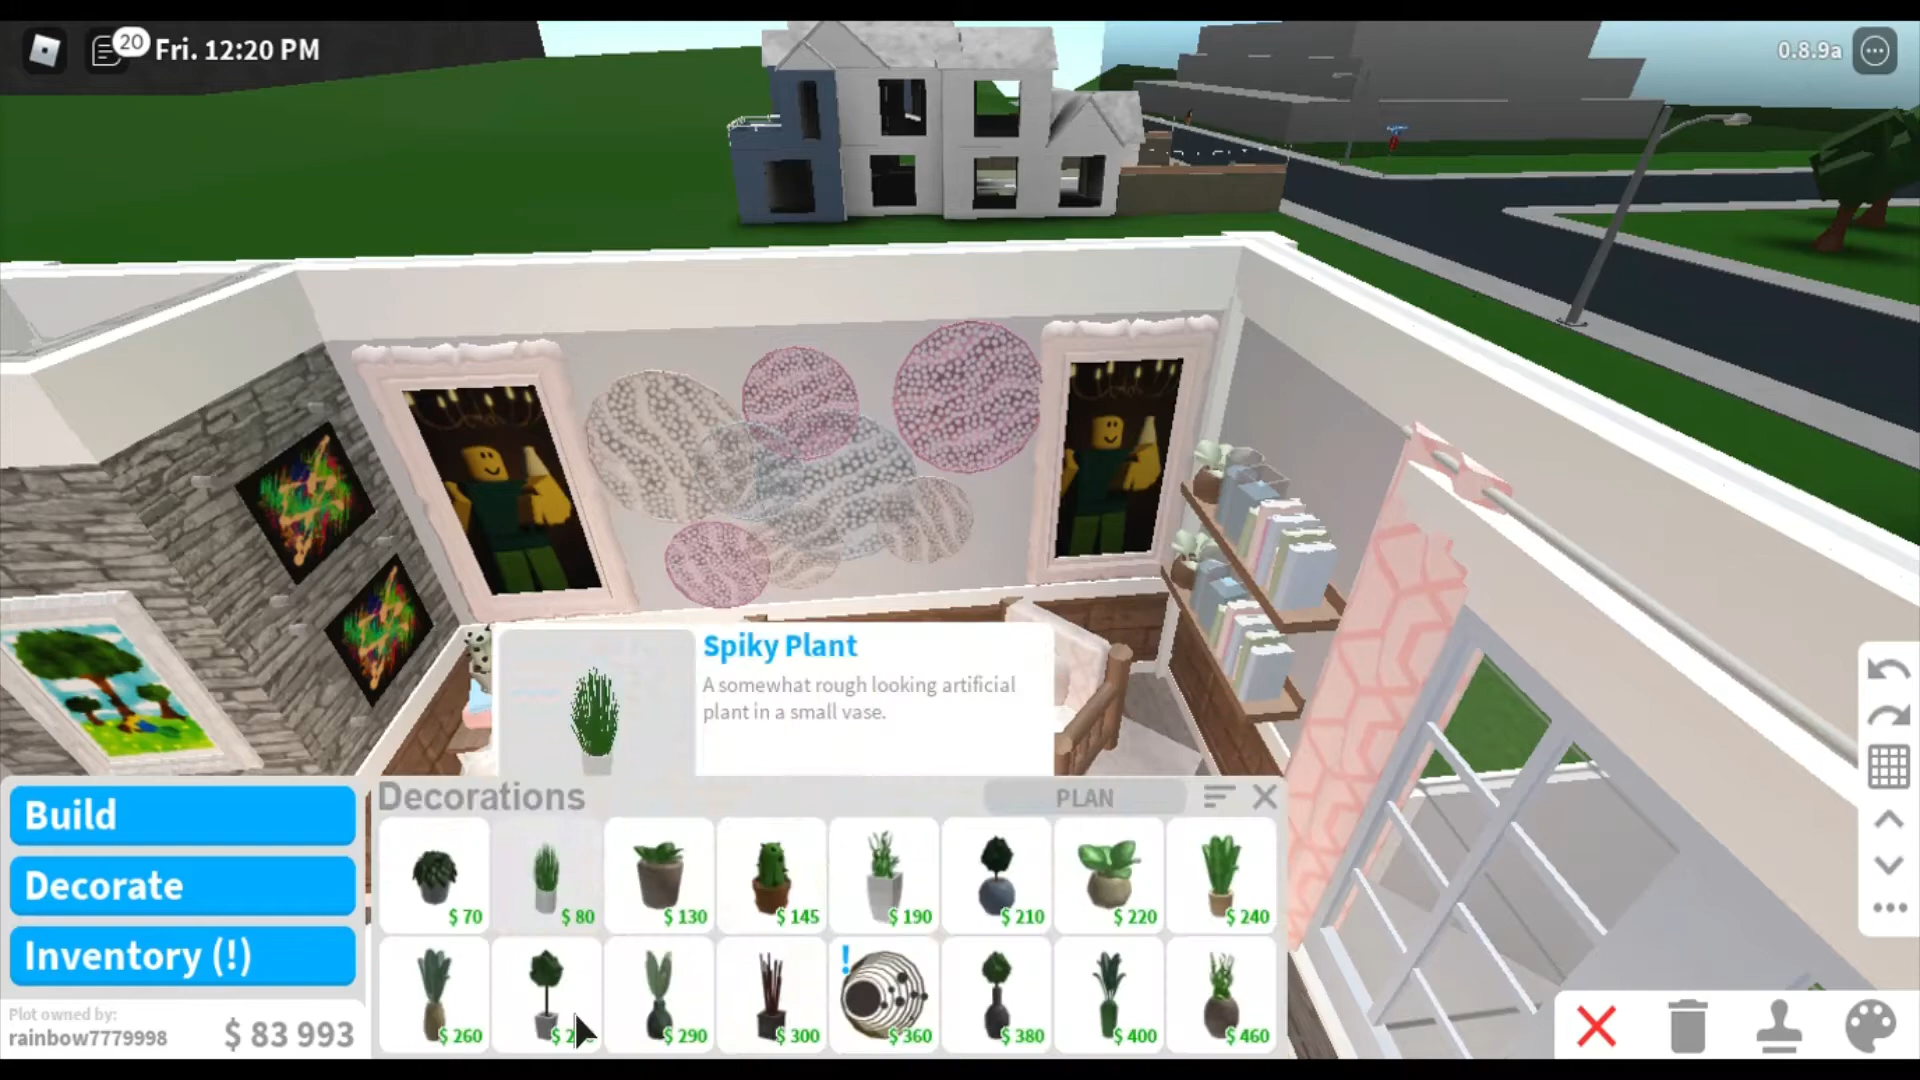 20
Fri. 12:20 PM
0.8.9a
Spiky Plant
A somewhat rough looking artificial
plant in a small vase.
Build
Decorate
Inventory (!)
Plot owned by:
rainbow7779998
$ 83 993
Decorations
PLAN
$ 70
$ 80
$ 130
$ 145
$ 190
$ 210
$ 220
$ 240
$ 260
$ 290
$ 300
!
$ 360
$ 380
$ 400
$ 460